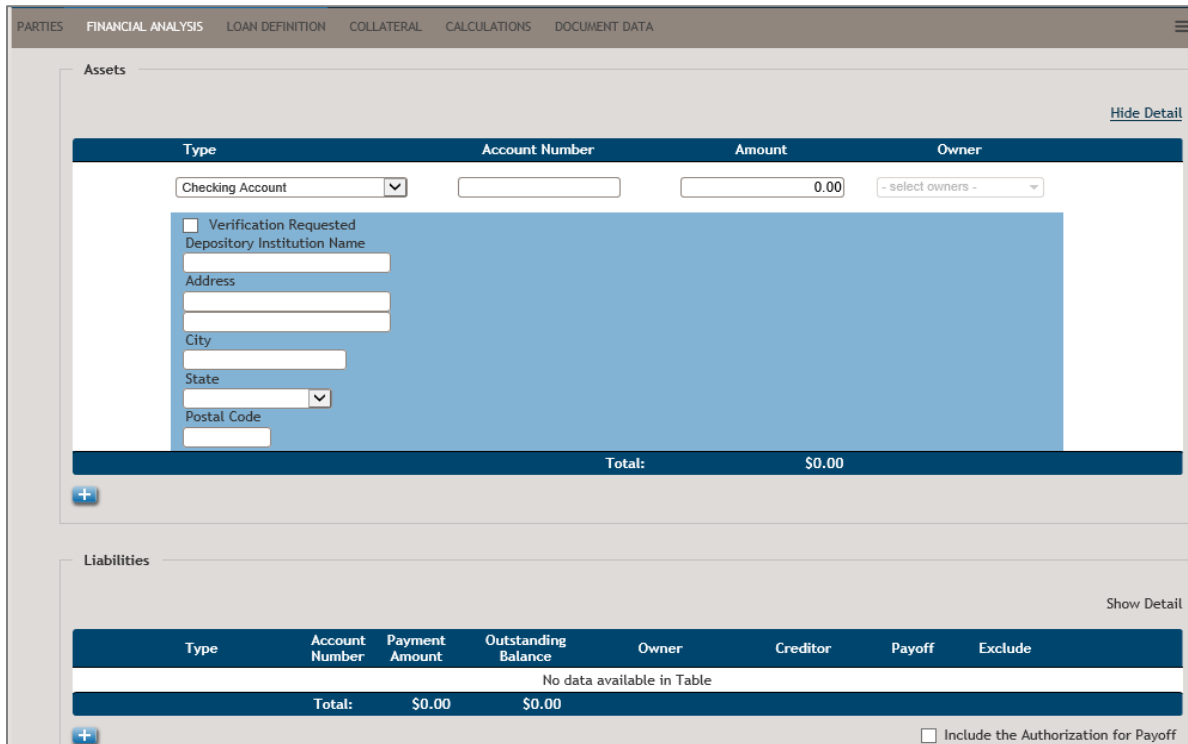 PARTIES FINANCIAL ANALYSIS LOAN DEFINITION COLLATERAL CALCULATIONS DOCUMENT DATA
Assets
Hide Detail
Type Account Number Amount Owner
Checking Account 0.00 - select owners -
Verification Requested
Depository Institution Name
Address
City
State
Postal Code
Total: $0.00
Liabilities
Show Detail
Type Account Number Payment Amount Outstanding Balance Owner Creditor Payoff Exclude
No data available in Table
Total: $0.00 $0.00
Include the Authorization for Payoff